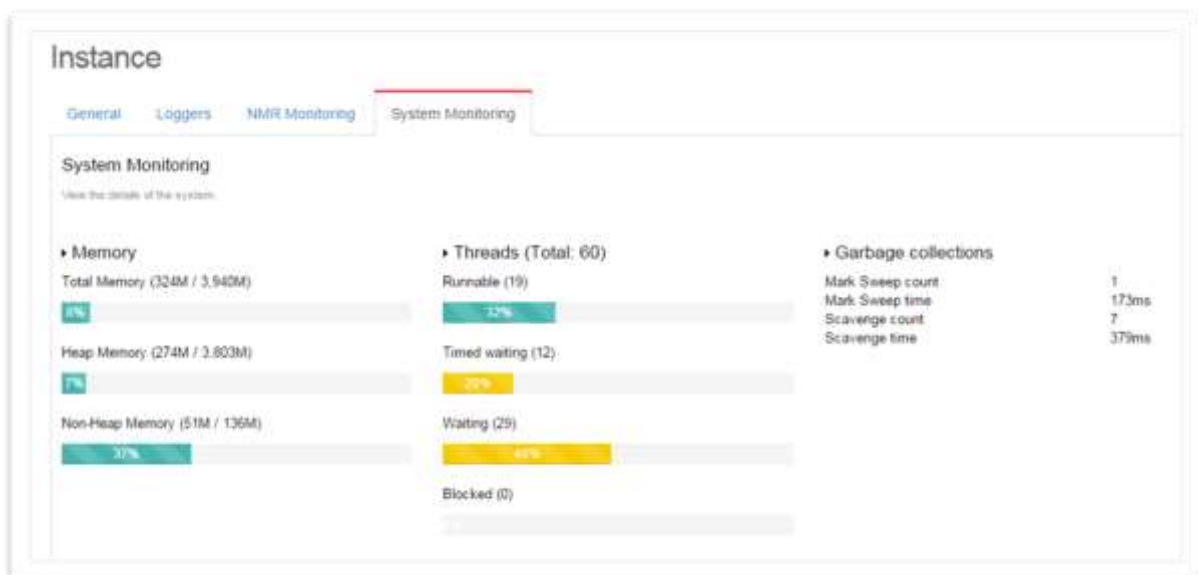 Instance
General Loggers NMR Monitoring System Monitoring
System Monitoring
View the details of the system.
Memory
Total Memory (324M / 3,940M)
8%
Heap Memory (274M / 3,803M)
7%
Non-Heap Memory (51M / 136M)
37%
Threads (Total: 60)
Runnable (19)
32%
Timed waiting (12)
20%
Waiting (29)
48%
Blocked (0)
Garbage collections
Mark Sweep count 1
Mark Sweep time 173ms
Scavenge count 7
Scavenge time 379ms